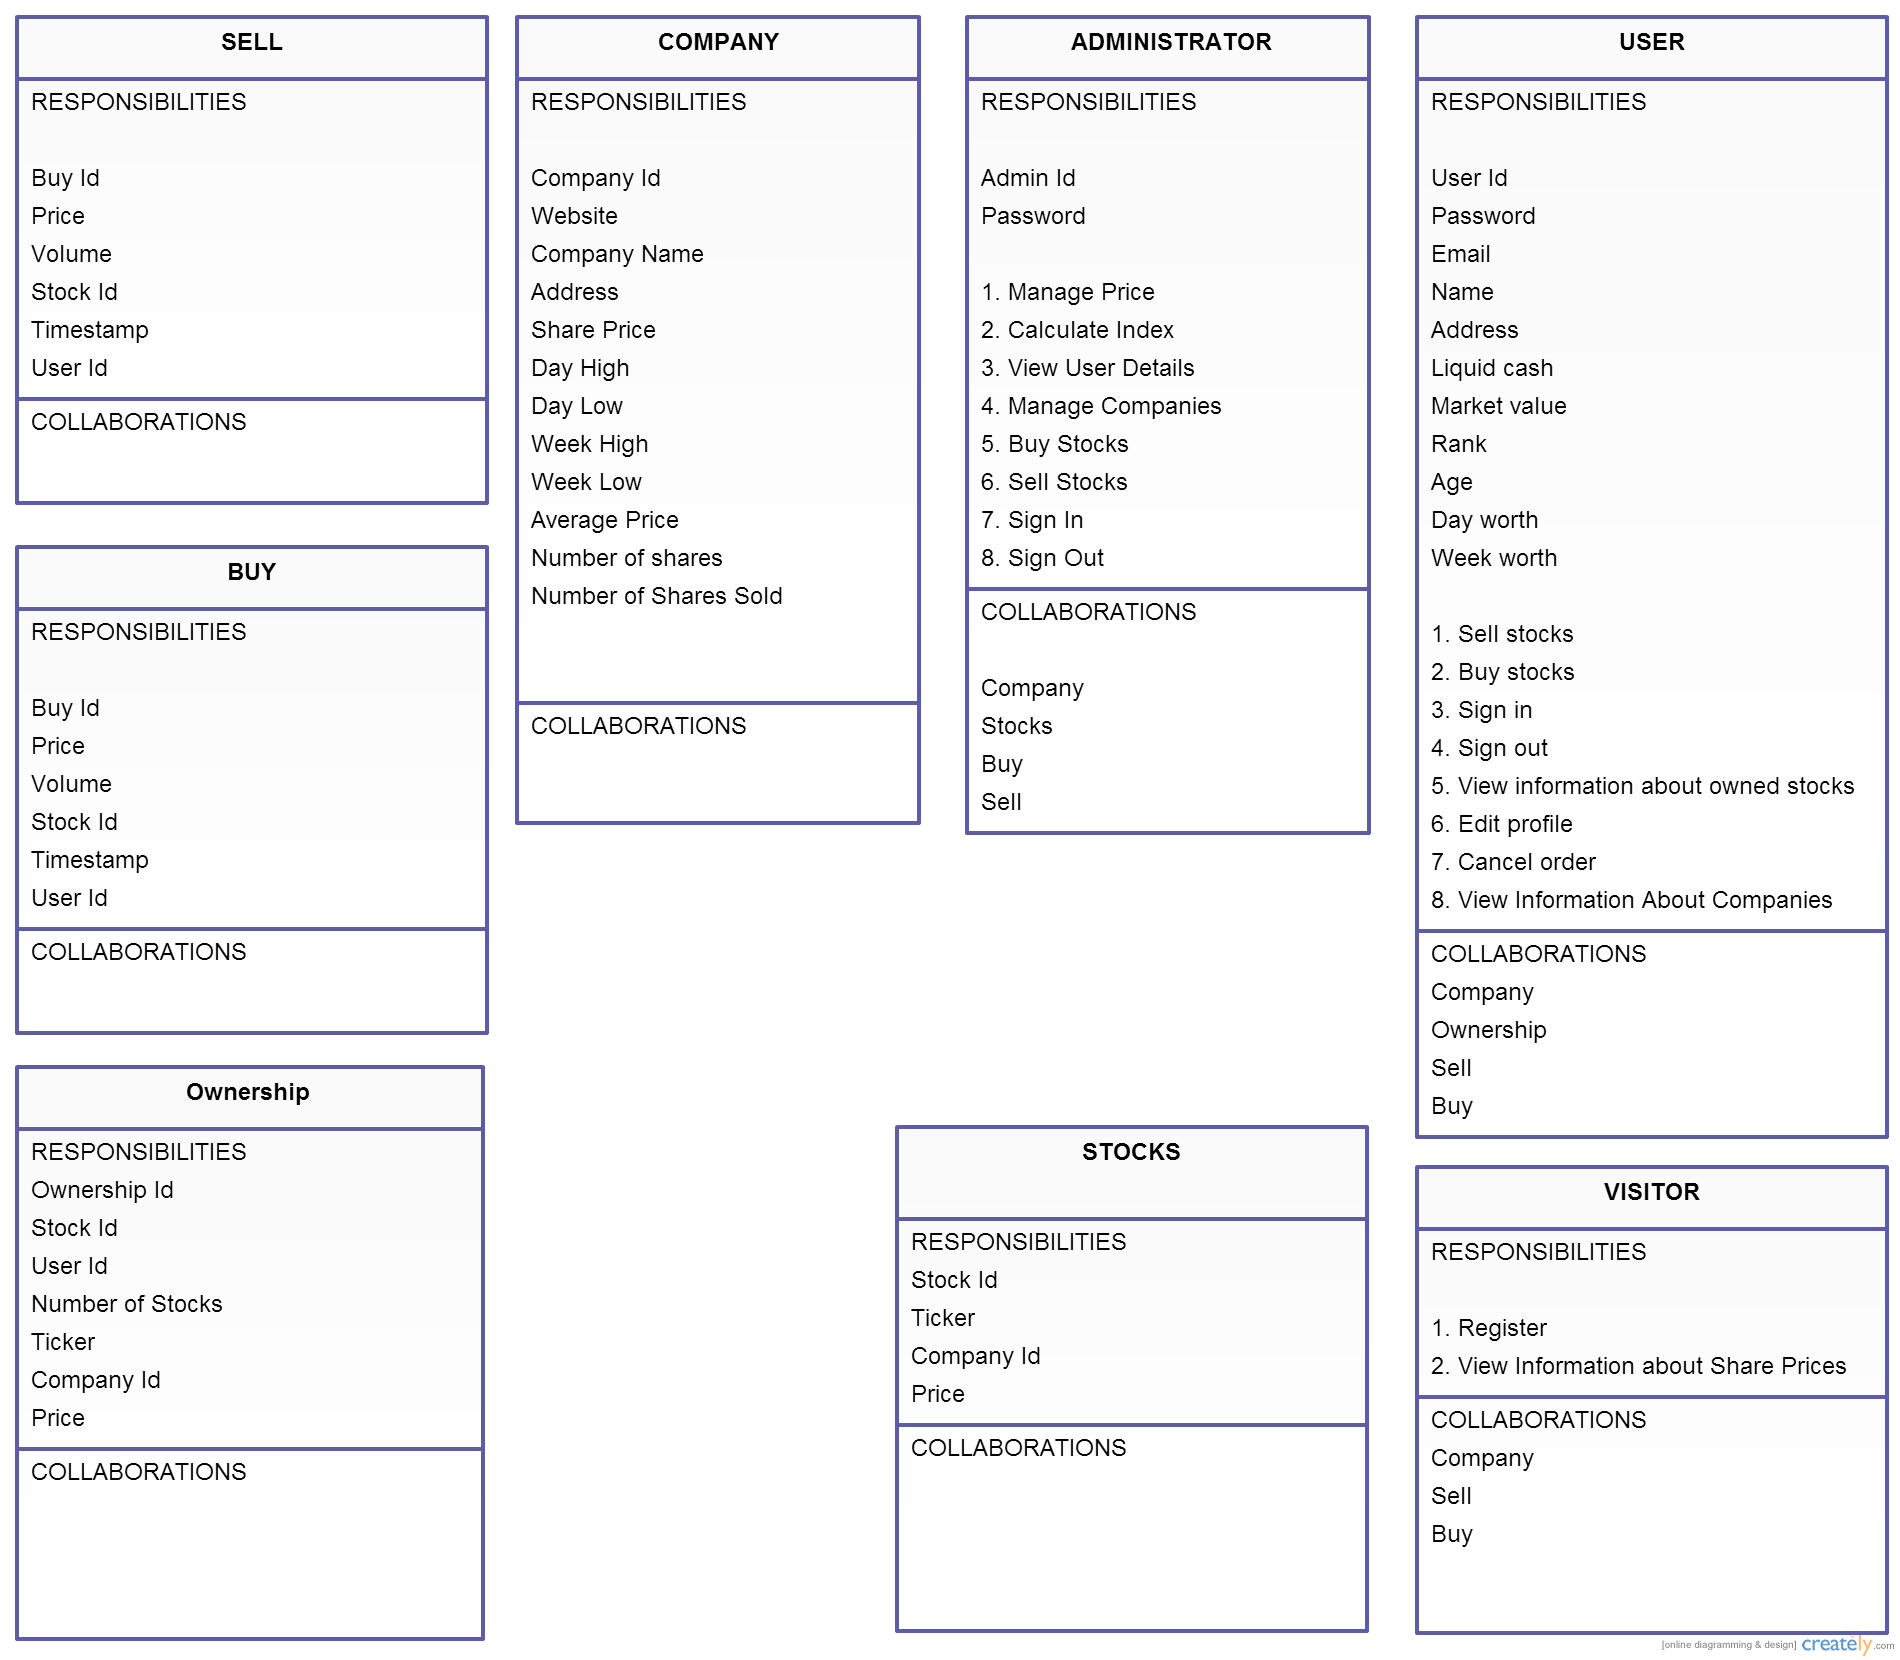 SELL
RESPONSIBILITIES
Buy Id
Price
Volume
Stock Id
Timestamp
User Id
COLLABORATIONS
BUY
RESPONSIBILITIES
Buy Id
Price
Volume
Stock Id
Timestamp
User Id
COLLABORATIONS
Ownership
RESPONSIBILITIES
Ownership Id
Stock Id
User Id
Number of Stocks
Ticker
Company Id
Price
COLLABORATIONS
COMPANY
RESPONSIBILITIES
Company Id
Website
Company Name
Address
Share Price
Day High
Day Low
Week High
Week Low
Average Price
Number of shares
Number of Shares Sold
COLLABORATIONS
ADMINISTRATOR
RESPONSIBILITIES
Admin Id
Password
1. Manage Price
2. Calculate Index
3. View User Details
4. Manage Companies
5. Buy Stocks
6. Sell Stocks
7. Sign In
8. Sign Out
COLLABORATIONS
Company
Stocks
Buy
Sell
STOCKS
RESPONSIBILITIES
Stock Id
Ticker
Company Id
Price
COLLABORATIONS
USER
RESPONSIBILITIES
User Id
Password
Email
Name
Address
Liquid cash
Market value
Rank
Age
Day worth
Week worth
1. Sell stocks
2. Buy stocks
3. Sign in
4. Sign out
5. View information about owned stocks
6. Edit profile
7. Cancel order
8. View Information About Companies
COLLABORATIONS
Company
Ownership
Sell
Buy
VISITOR
RESPONSIBILITIES
1. Register
2. View Information about Share Prices
COLLABORATIONS
Company
Sell
Buy
[online diagramming & design] creately.com